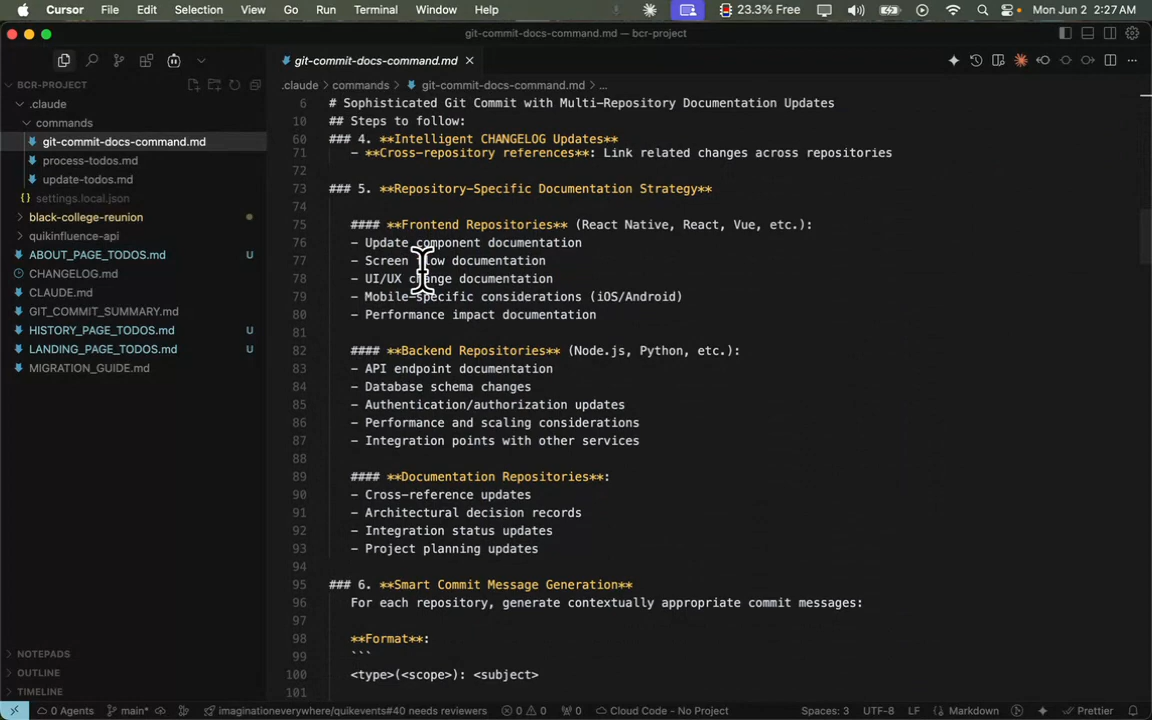 Cursor File Edit Selection View Go Run Terminal Window Help 23.3% Free Mon Jun 2 2:27 AM
git-commit-docs-command.md — bcr-project
git-commit-docs-command.md
BCR-PROJECT
.claude
commands
git-commit-docs-command.md
process-todos.md
update-todos.md
{} settings.local.json
black-college-reunion
quikinfluence-api
ABOUT_PAGE_TODOS.md U
CHANGELOG.md
CLAUDE.md
GIT_COMMIT_SUMMARY.md
HISTORY_PAGE_TODOS.md U
LANDING_PAGE_TODOS.md U
MIGRATION_GUIDE.md
NOTEPADS
OUTLINE
TIMELINE
.claude > commands > git-commit-docs-command.md > ...
6 # Sophisticated Git Commit with Multi-Repository Documentation Updates
10 ## Steps to follow:
60 ### 4. **Intelligent CHANGELOG Updates**
71 - **Cross-repository references**: Link related changes across repositories
72
73 ### 5. **Repository-Specific Documentation Strategy**
74
75 #### **Frontend Repositories** (React Native, React, Vue, etc.):
76 - Update component documentation
77 - Screen flow documentation
78 - UI/UX change documentation
79 - Mobile-specific considerations (iOS/Android)
80 - Performance impact documentation
81
82 #### **Backend Repositories** (Node.js, Python, etc.):
83 - API endpoint documentation
84 - Database schema changes
85 - Authentication/authorization updates
86 - Performance and scaling considerations
87 - Integration points with other services
88
89 #### **Documentation Repositories**:
90 - Cross-reference updates
91 - Architectural decision records
92 - Integration status updates
93 - Project planning updates
94
95 ### 6. **Smart Commit Message Generation**
96 For each repository, generate contextually appropriate commit messages:
97
98 **Format**:
99 ```
100 <type>(<scope>): <subject>
101
0 Agents main* imaginationeverywhere/quikevents#40 needs reviewers 0 0 0 Cloud Code - No Project Spaces: 3 UTF-8 LF Markdown Prettier